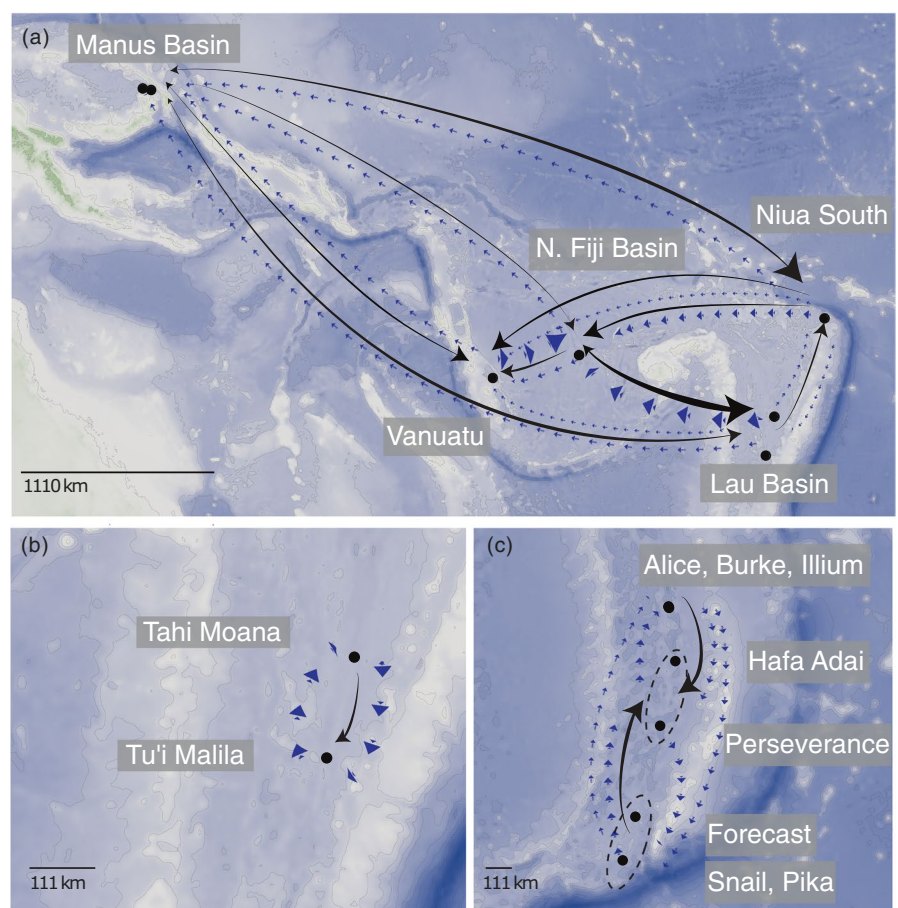 (a)
Manus Basin
Niua South
N. Fiji Basin
Vanuatu
Lau Basin
1110 km
(b)
Tahi Moana
Tu'i Malila
111 km
(c)
Alice, Burke, Illium
Hafa Adai
Perseverance
Forecast
Snail, Pika
111 km